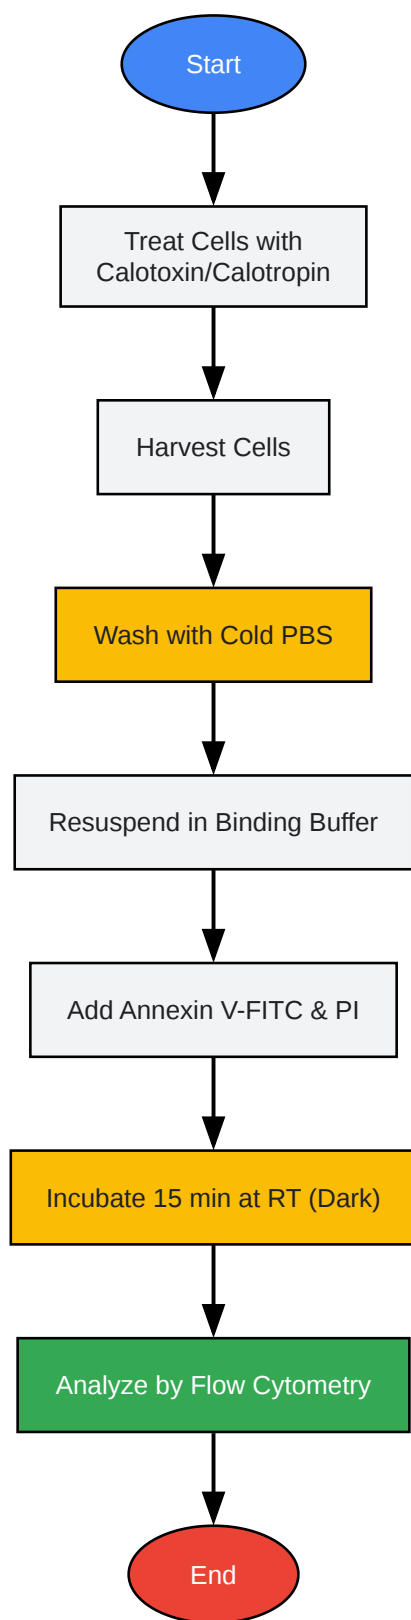 Start
Treat Cells with
Calotoxin/Calotropin
Harvest Cells
Wash with Cold PBS
Resuspend in Binding Buffer
Add Annexin V-FITC & PI
Incubate 15 min at RT (Dark)
Analyze by Flow Cytometry
End